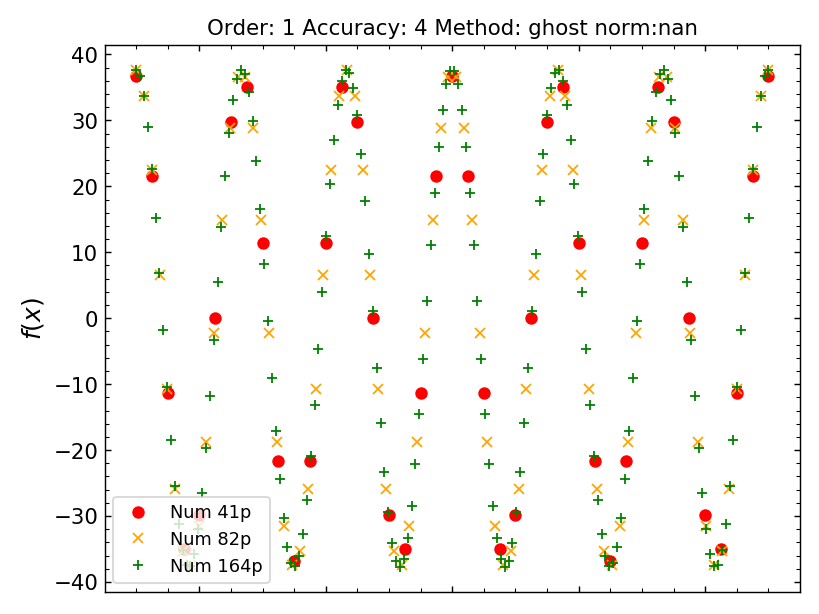 Order: 1 Accuracy: 4 Method: ghost norm:nan
40
30
20
10
0
−10
−20
−30
−40
f(x)
Num 41p
Num 82p
Num 164p